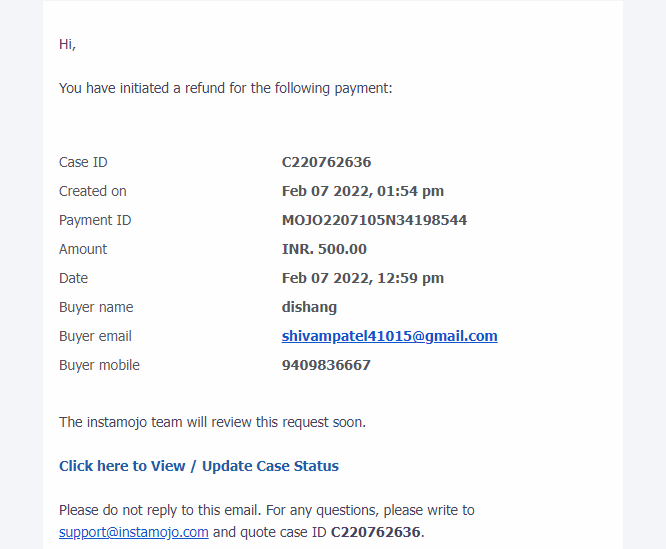 Hi,
You have initiated a refund for the following payment:
Case ID C220762636
Created on Feb 07 2022, 01:54 pm
Payment ID MOJO2207105N34198544
Amount INR. 500.00
Date Feb 07 2022, 12:59 pm
Buyer name dishang
Buyer email shivampatel41015@gmail.com
Buyer mobile 9409836667
The instamojo team will review this request soon.
Click here to View / Update Case Status
Please do not reply to this email. For any questions, please write to
support@instamojo.com and quote case ID C220762636.